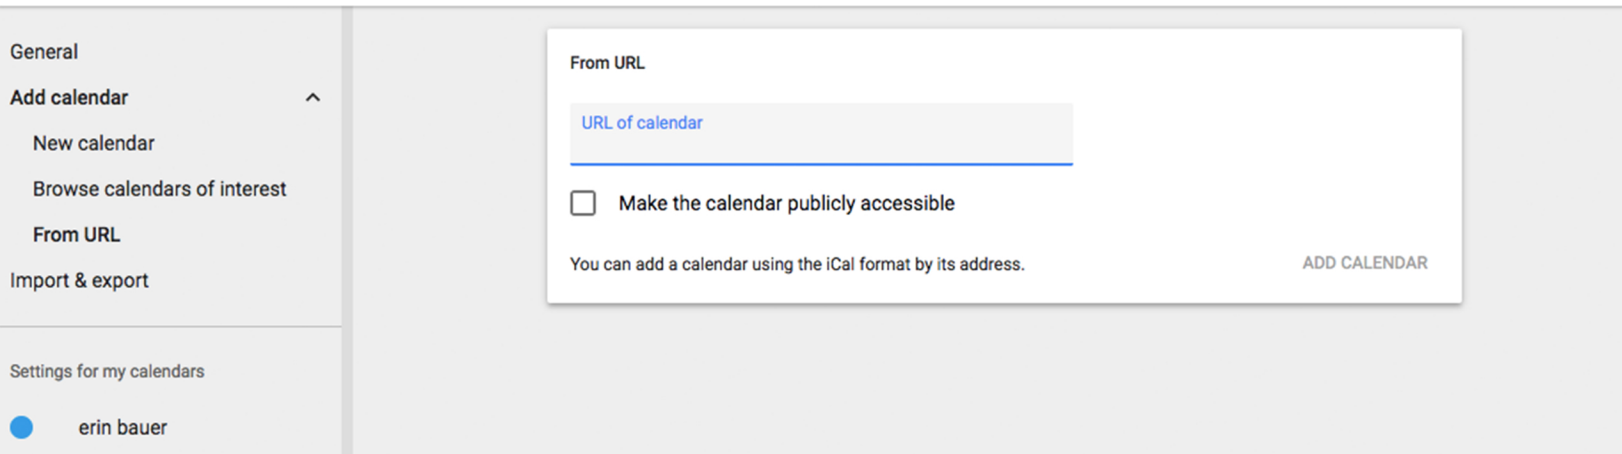 General
Add calendar
New calendar
Browse calendars of interest
From URL
Import & export
Settings for my calendars
erin bauer
From URL
URL of calendar
Make the calendar publicly accessible
You can add a calendar using the iCal format by its address.
ADD CALENDAR